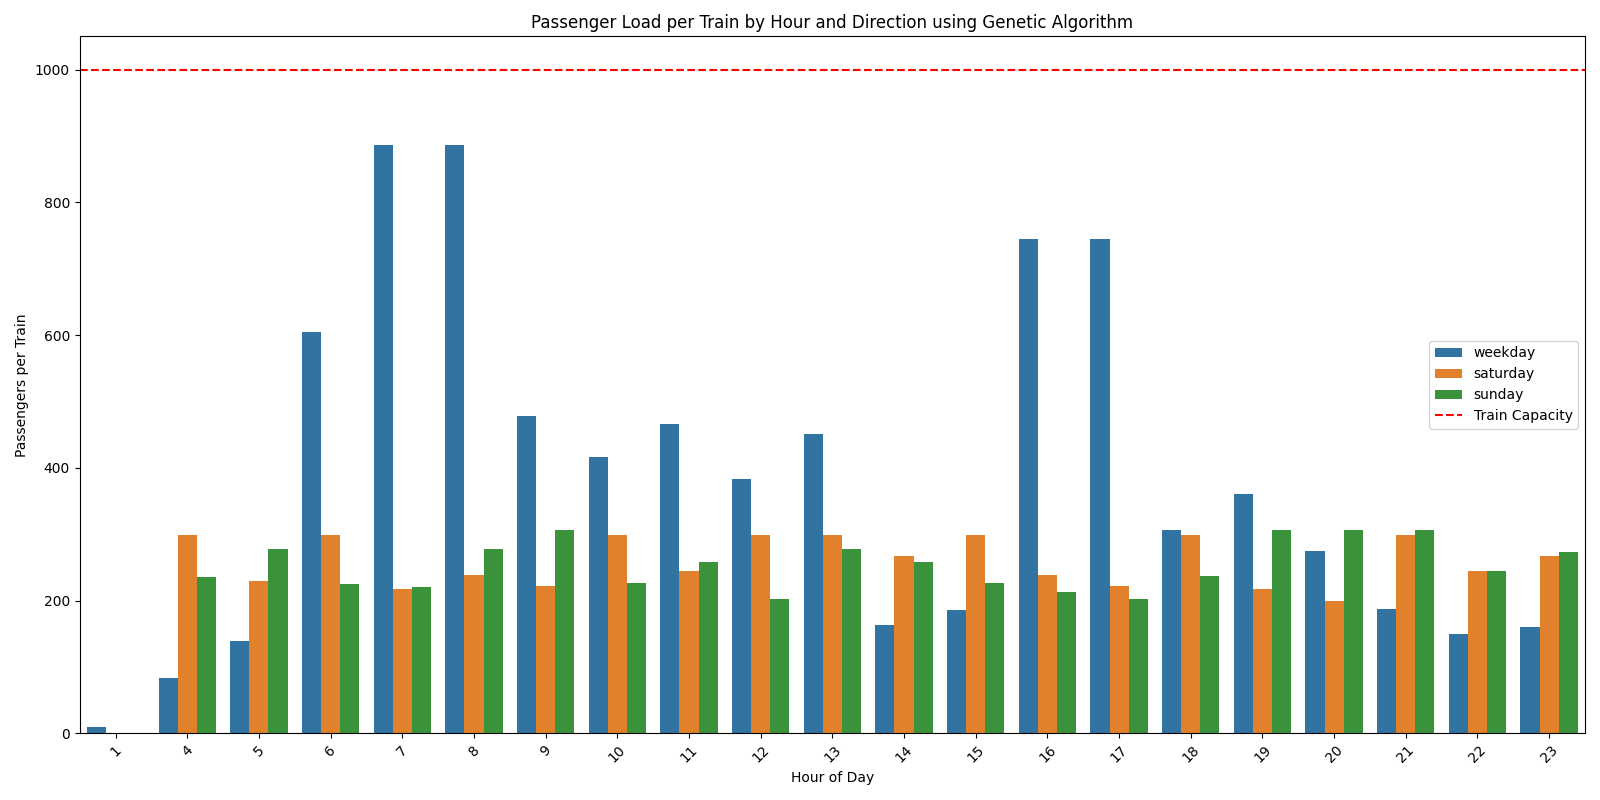 Passenger Load per Train by Hour and Direction using Genetic Algorithm
Passengers per Train
1000
800
600
400
200
0
weekday
saturday
sunday
Train Capacity
1 4 5 6 7 8 9 10 11 12 13 14 15 16 17 18 19 20 21 22 23
Hour of Day